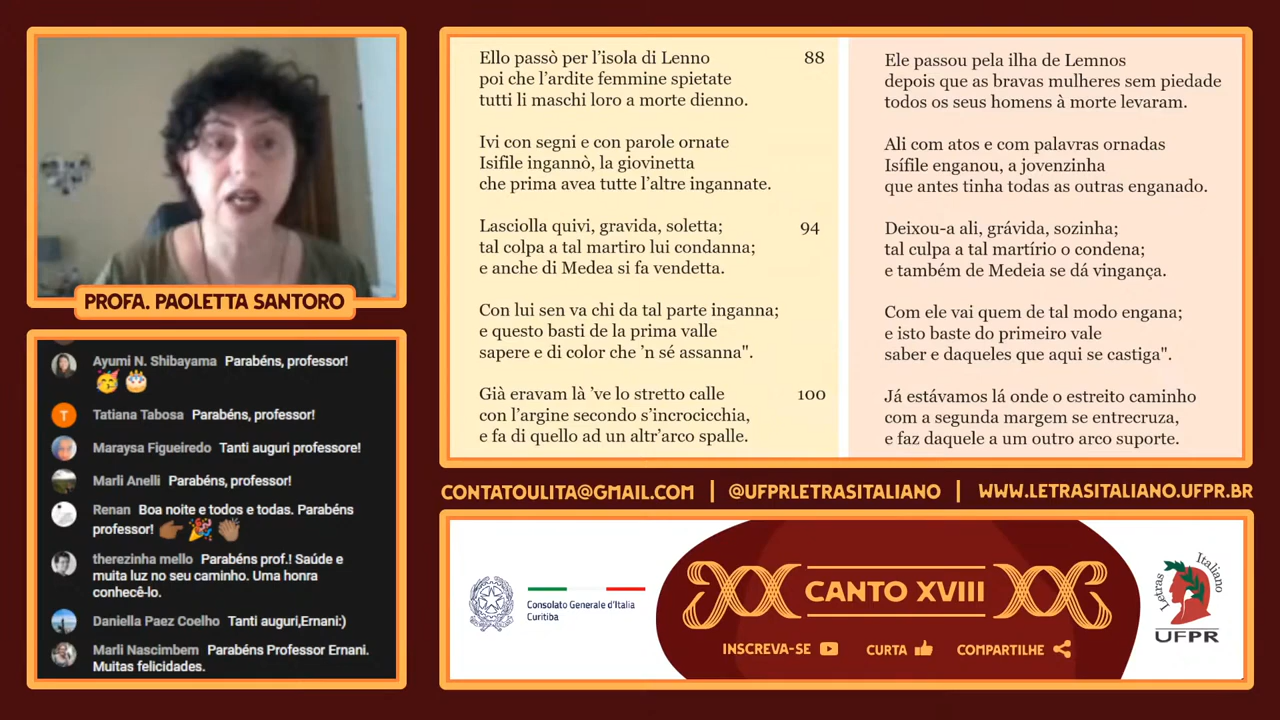 PROFA. PAOLETTA SANTORO
Ayumi N. Shibayama Parabéns, professor!
🥳 🎂
T
Tatiana Tabosa Parabéns, professor!
Maraysa Figueiredo Tanti auguri professore!
Marli Anelli Parabéns, professor!
Renan Boa noite e todos e todas. Parabéns
professor! 👉🏾 🎉 👏🏽
therezinha mello Parabéns prof.! Saúde e
muita luz no seu caminho. Uma honra
conhecê-lo.
Daniella Paez Coelho Tanti auguri,Ernani:)
Marli Nascimbem Parabéns Professor Ernani.
Muitas felicidades.
Ello passò per l’isola di Lenno 88
poi che l’ardite femmine spietate
tutti li maschi loro a morte dienno.
Ivi con segni e con parole ornate
Isifile ingannò, la giovinetta
che prima avea tutte l’altre ingannate.
Lasciolla quivi, gravida, soletta; 94
tal colpa a tal martiro lui condanna;
e anche di Medea si fa vendetta.
Con lui sen va chi da tal parte inganna;
e questo basti de la prima valle
sapere e di color che ’n sé assanna".
Già eravam là ’ve lo stretto calle 100
con l’argine secondo s’incrocicchia,
e fa di quello ad un altr’arco spalle.
Ele passou pela ilha de Lemnos
depois que as bravas mulheres sem piedade
todos os seus homens à morte levaram.
Ali com atos e com palavras ornadas
Isífile enganou, a jovenzinha
que antes tinha todas as outras enganado.
Deixou-a ali, grávida, sozinha;
tal culpa a tal martírio o condena;
e também de Medeia se dá vingança.
Com ele vai quem de tal modo engana;
e isto baste do primeiro vale
saber e daqueles que aqui se castiga".
Já estávamos lá onde o estreito caminho
com a segunda margem se entrecruza,
e faz daquele a um outro arco suporte.
CONTATOULITA@GMAIL.COM | @UFPRLETRASITALIANO | WWW.LETRASITALIANO.UFPR.BR
Consolato Generale d'Italia
Curitiba
CANTO XVIII
INSCREVA-SE CURTA COMPARTILHE
Letras Italiano
UFPR